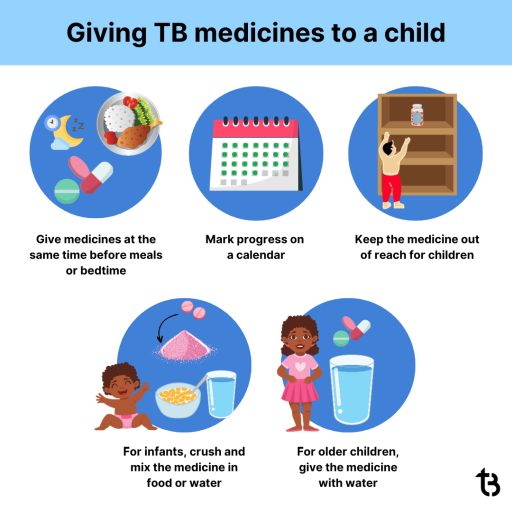 Giving TB medicines to a child
Give medicines at the
same time before meals
or bedtime
Mark progress on
a calendar
Keep the medicine out
of reach for children
For infants, crush and
mix the medicine in
food or water
For older children,
give the medicine
with water
tB